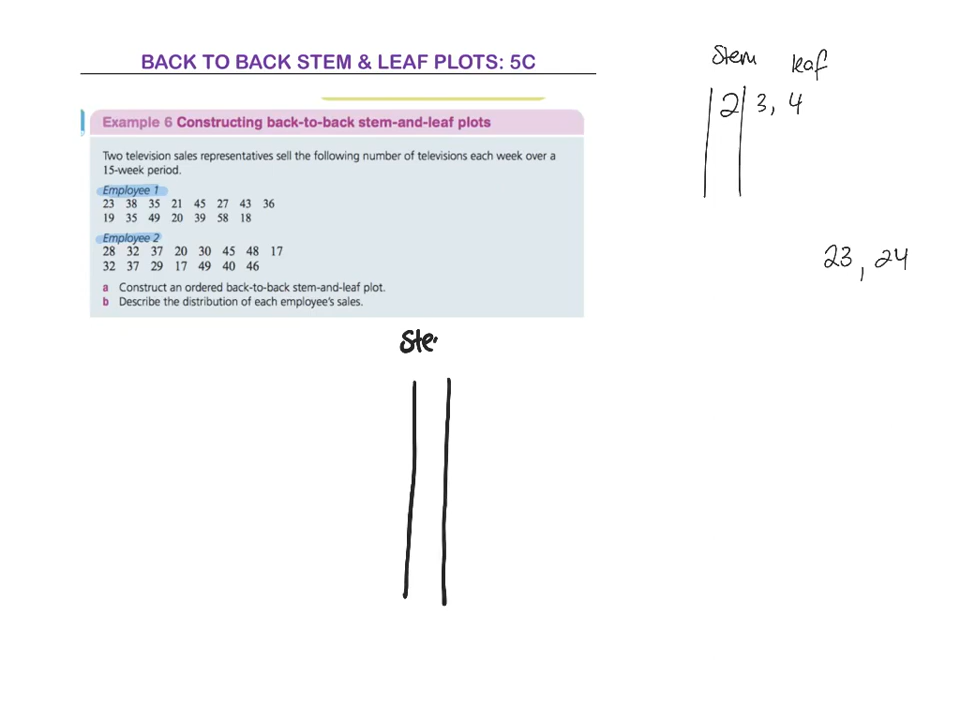 BACK TO BACK STEM & LEAF PLOTS: 5C
Example 6 Constructing back-to-back stem-and-leaf plots
Two television sales representatives sell the following number of televisions each week over a
15-week period.
Employee 1
23 38 35 21 45 27 43 36
19 35 49 20 39 58 18
Employee 2
28 32 37 20 30 45 48 17
32 37 29 17 49 40 46
a Construct an ordered back-to-back stem-and-leaf plot.
b Describe the distribution of each employee's sales.
Stem leaf
2 3, 4
23, 24
Ste